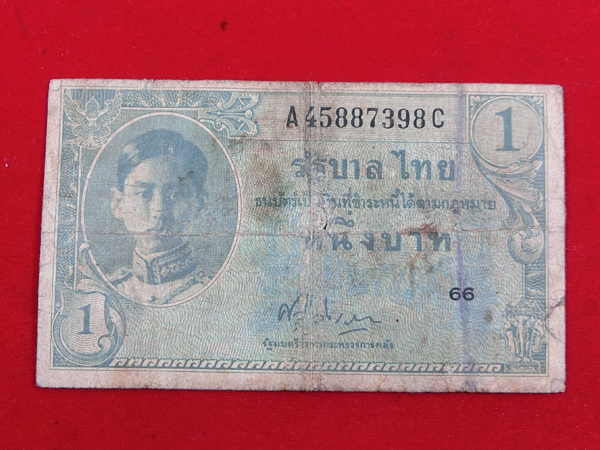 A45887398C
1
รัฐบาลไทย
ธนบัตร์เป็นเงินที่ชำระหนี้ได้ตามกฎหมาย
หนึ่งบาท
66
1
รัฐมนตรีว่าการกระทรวงการคลัง